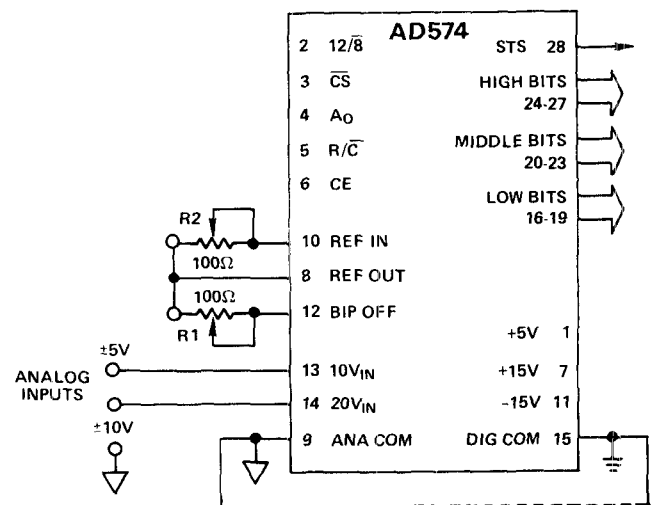 AD574
2 12/8̅
STS 28
3 C̅S̅
HIGH BITS
24-27
4 A₀
MIDDLE BITS
20-23
5 R/C̅
6 CE
LOW BITS
16-19
R2
100Ω
10 REF IN
8 REF OUT
100Ω
R1
12 BIP OFF
+5V 1
±5V
13 10VIN
+15V 7
ANALOG
INPUTS
14 20VIN
-15V 11
±10V
9 ANA COM
DIG COM 15